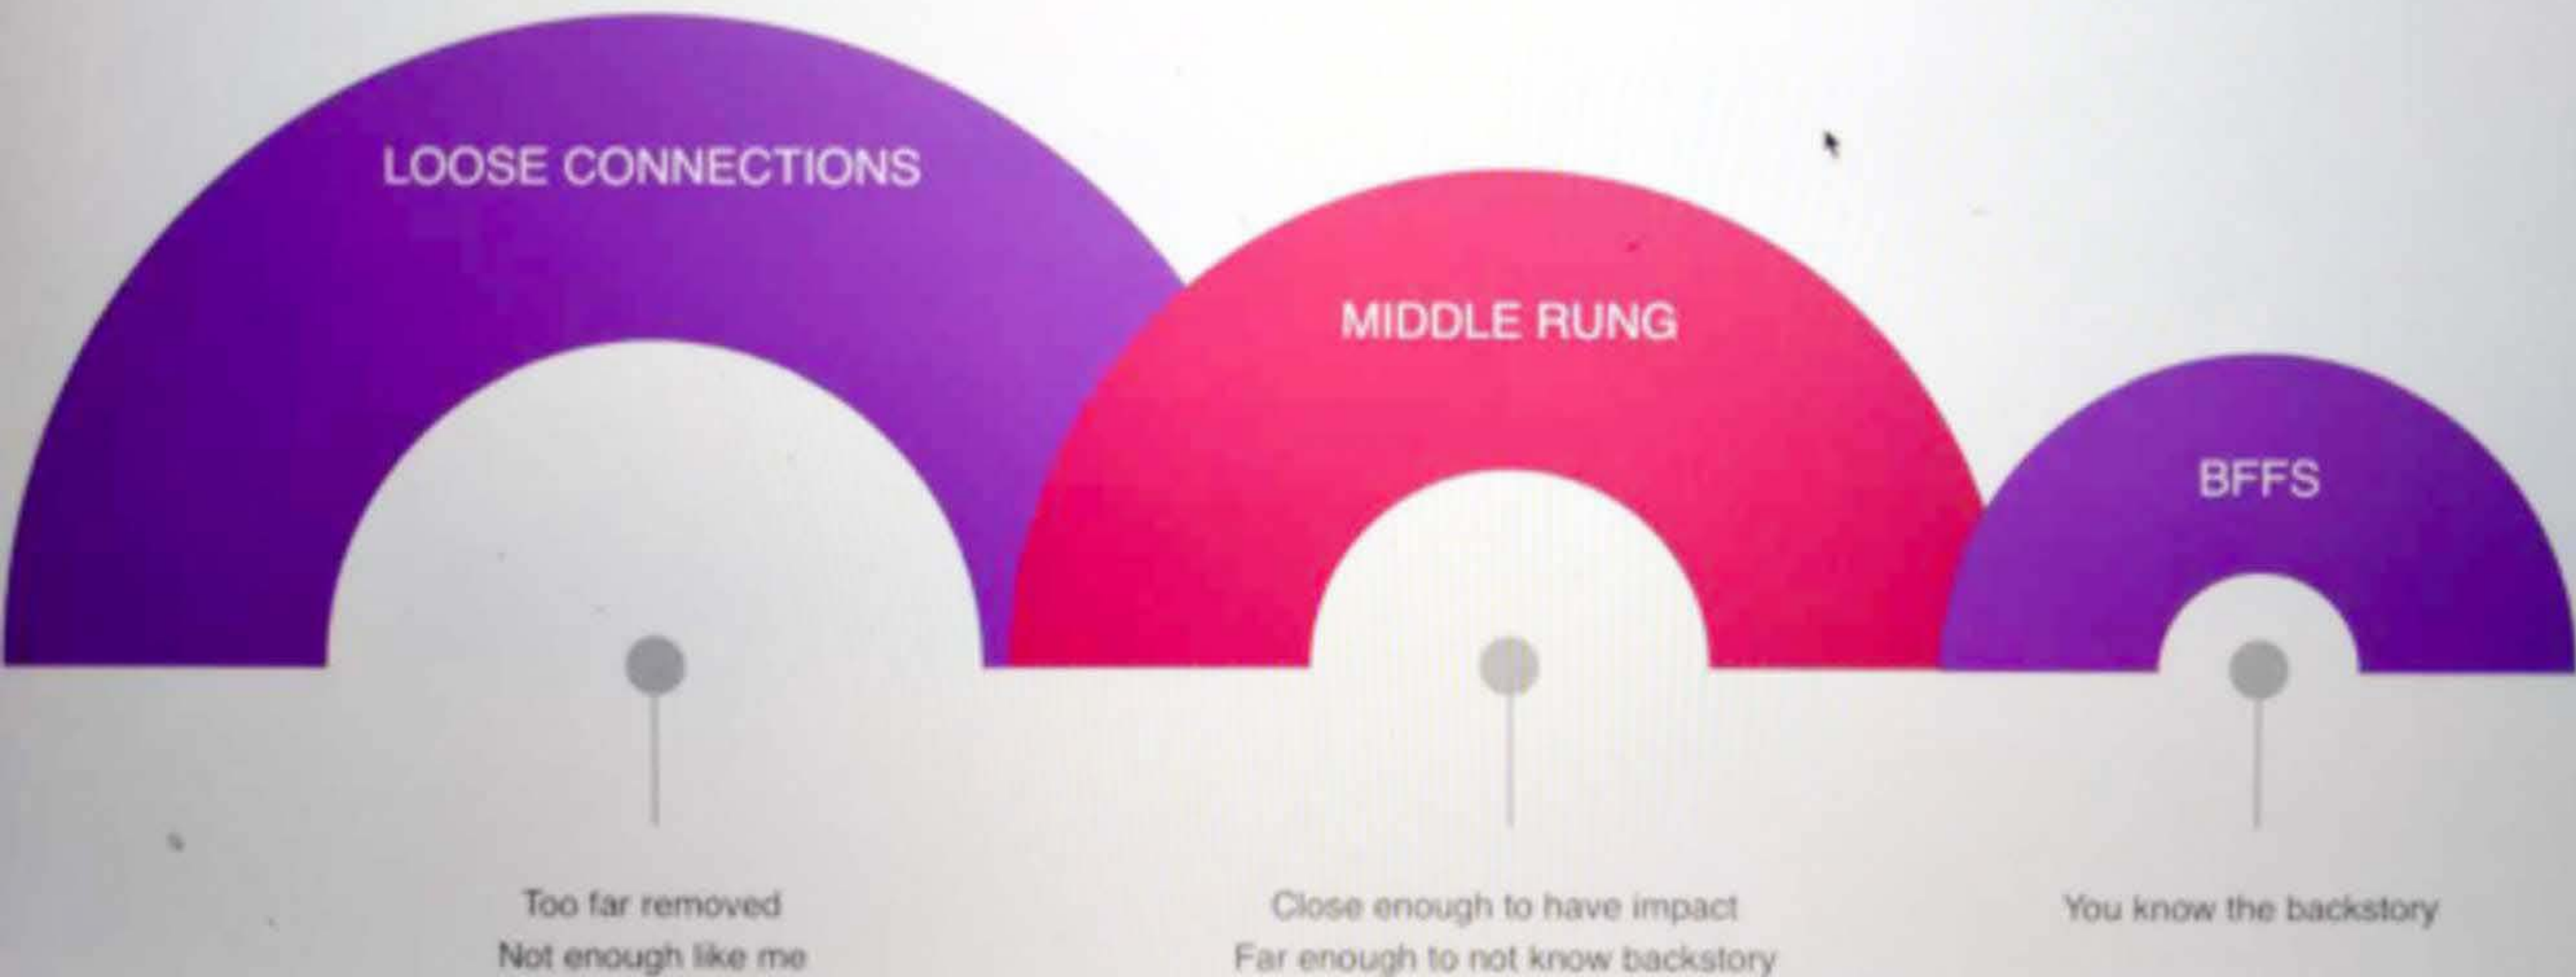 LOOSE CONNECTIONS
MIDDLE RUNG
BFFS
Too far removed
Not enough like me
Close enough to have impact
Far enough to not know backstory
You know the backstory